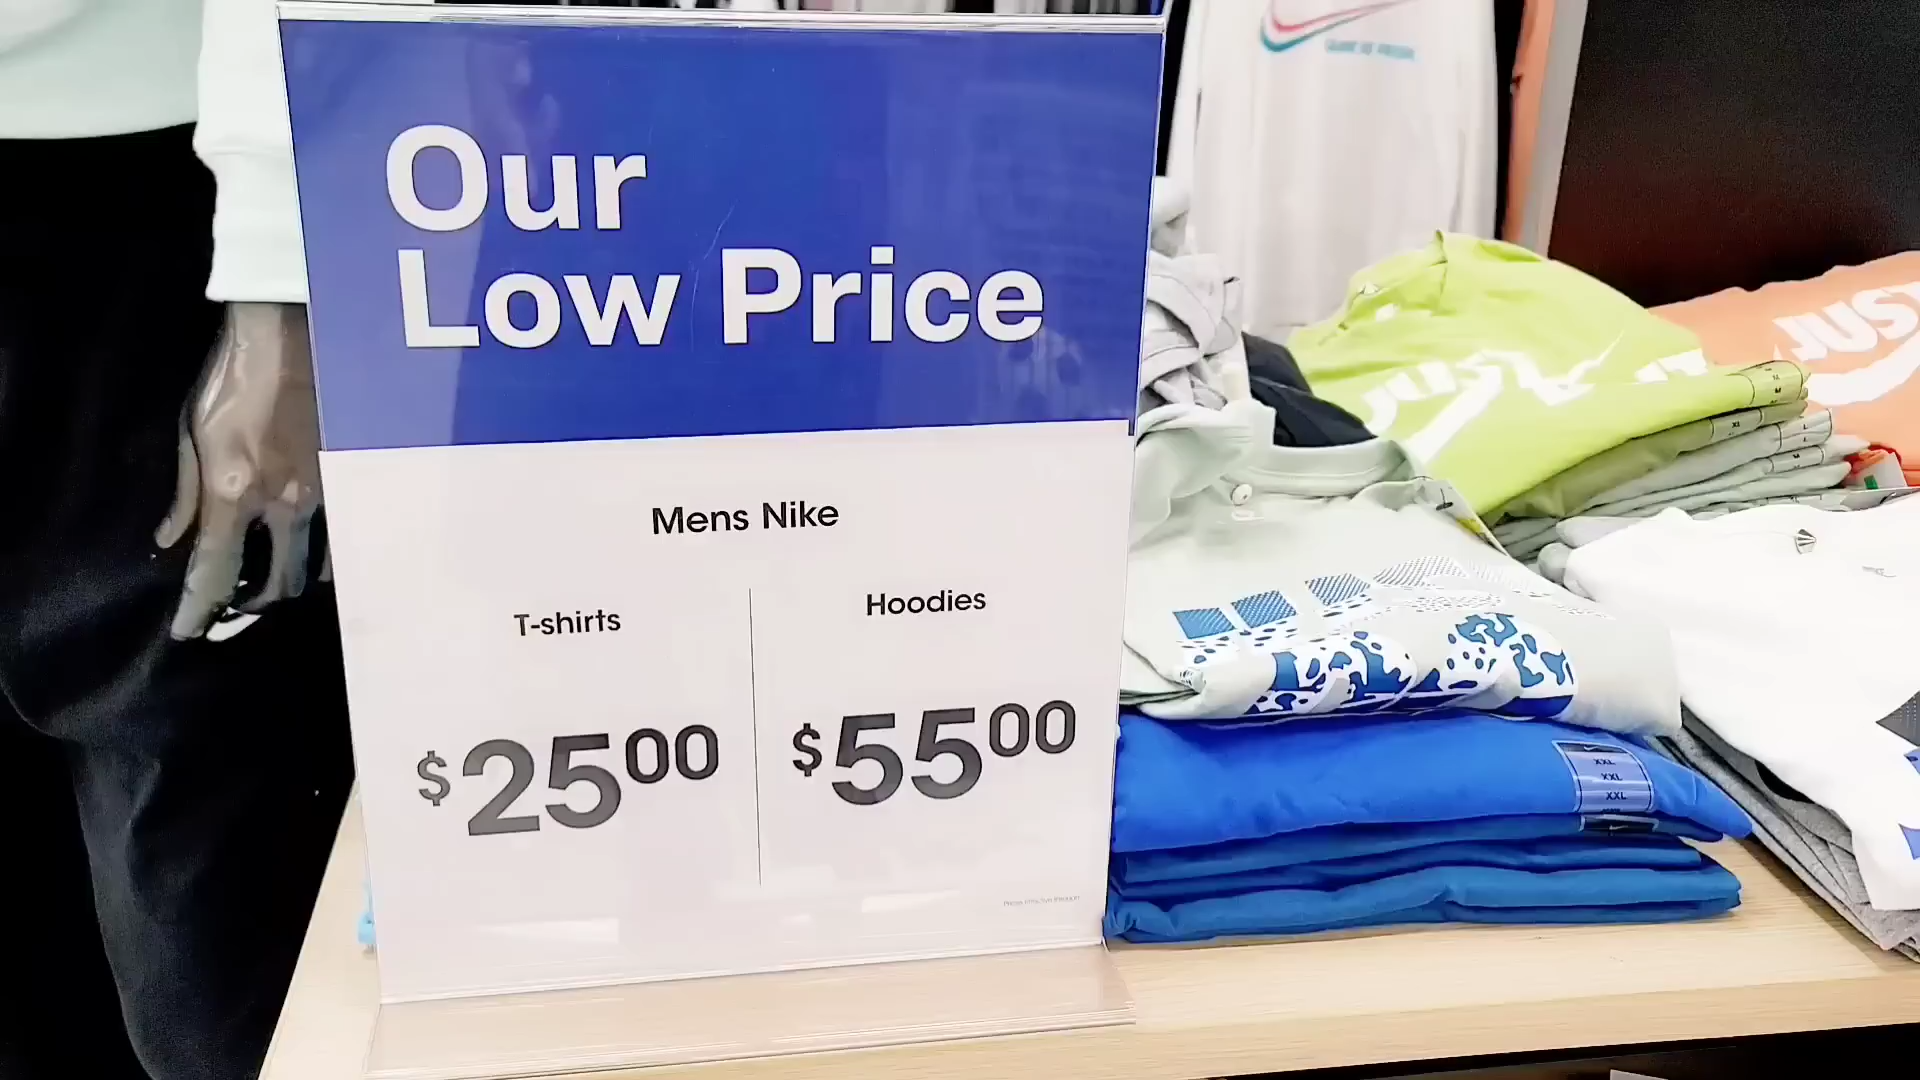 Our
Low Price
Mens Nike
T-shirts
Hoodies
$25 00
$55 00
XXL
XXL
XXL